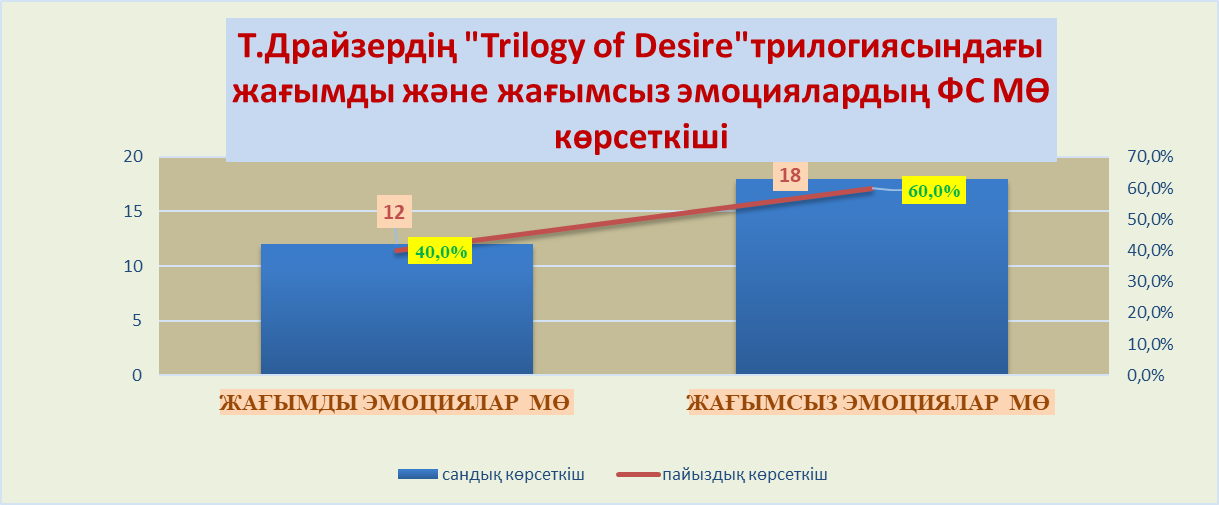 Т.Драйзердің "Trilogy of Desire"трилогиясындағы
жағымды және жағымсыз эмоциялардың ФС МӨ
көрсеткіші
20
15
10
5
0
70,0%
60,0%
50,0%
40,0%
30,0%
20,0%
10,0%
0,0%
12
40,0%
18
60,0%
ЖАҒЫМДЫ ЭМОЦИЯЛАР МӨ
ЖАҒЫМСЫЗ ЭМОЦИЯЛАР МӨ
сандық көрсеткіш
пайыздық көрсеткіш